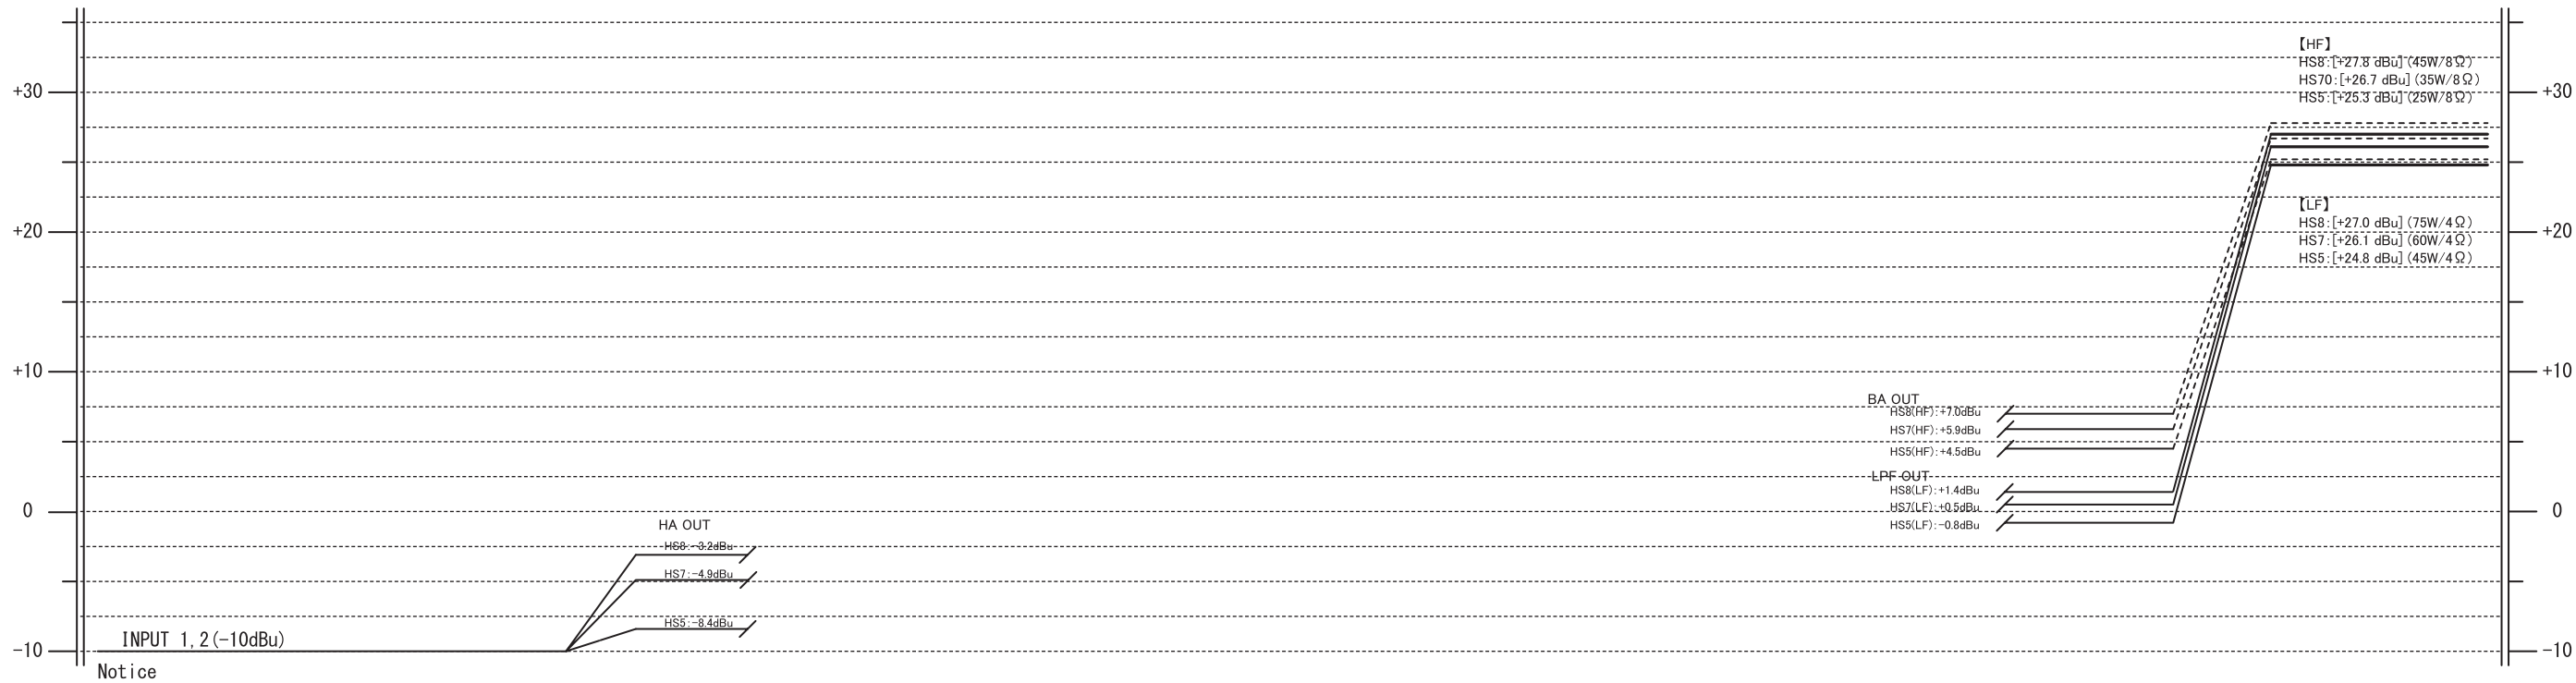 【HF】
HS8:[+27.8 dBu](45W/8Ω)
HS70:[+26.7 dBu](35W/8Ω)
+30
+30
HS5:[+25.3 dBu](25W/8Ω)
【LF】
HS8:[+27.0 dBu](75W/4Ω)
+20
+20
HS7:[+26.1 dBu](60W/4Ω)
HS5:[+24.8 dBu](45W/4Ω)
+10
+10
BA OUT
HS8(HF):+7.0dBu
HS7(HF):+5.9dBu
HS5(HF):+4.5dBu
LPF OUT
HS8(LF):+1.4dBu
HS7(LF):+0.5dBu
0
0
HS5(LF):-0.8dBu
HA OUT
HS8:-3.2dBu
HS7:-4.9dBu
HS5:-8.4dBu
INPUT 1,2(-10dBu)
-10
-10
Notice